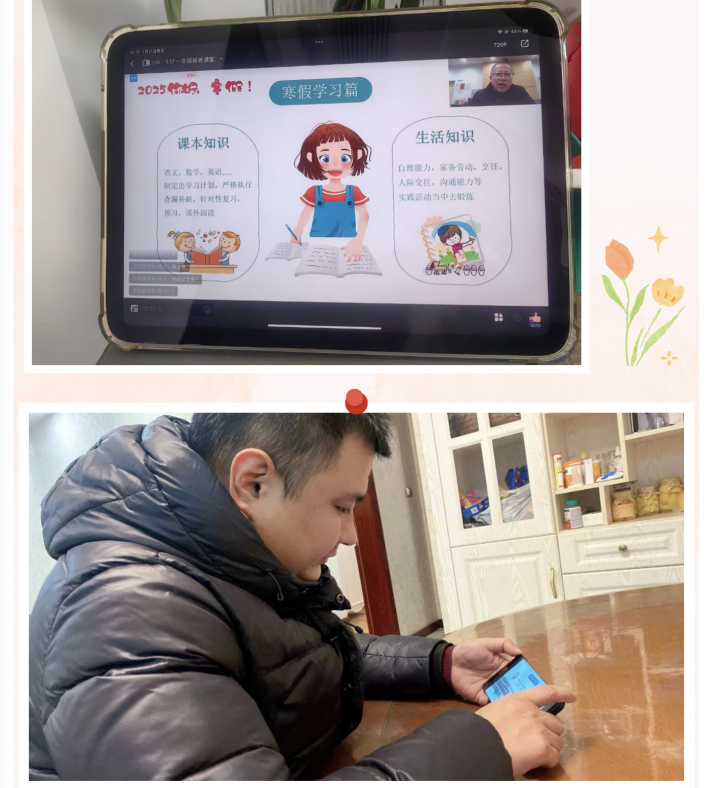 720P
2025你好，寒假！
寒假学习篇
课本知识
语文，数学，英语……
制定出学习计划，严格执行
查漏补缺，针对性复习，
预习，课外阅读
生活知识
自理能力，家务劳动，烹饪，
人际交往，沟通能力等
实践活动当中去锻炼